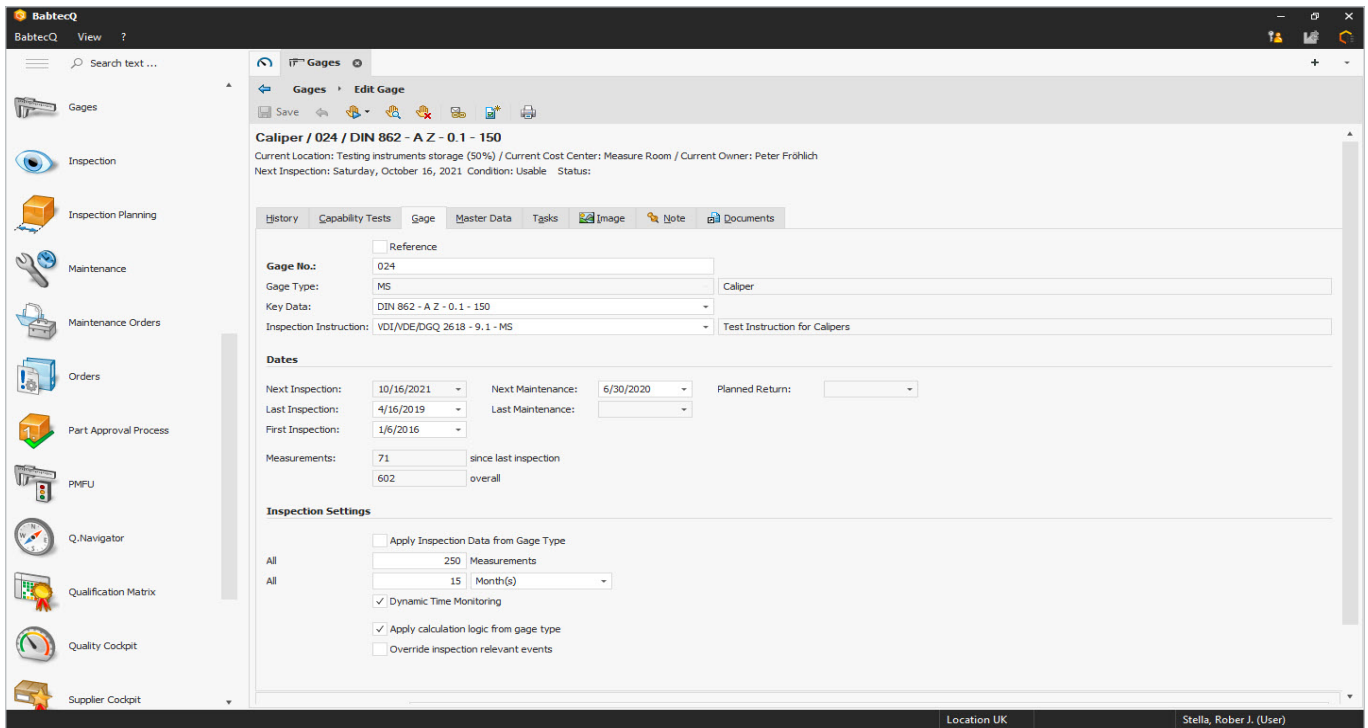 BabtecQ
BabtecQ View ?
Search text ...
Gages
Inspection
Inspection Planning
Maintenance
Maintenance Orders
Orders
Part Approval Process
PMFU
Q.Navigator
Qualification Matrix
Quality Cockpit
Supplier Cockpit
Gages
Gages Edit Gage
Save
Caliper / 024 / DIN 862 - A Z - 0.1 - 150
Current Location: Testing instruments storage (50%) / Current Cost Center: Measure Room / Current Owner: Peter Fröhlich
Next Inspection: Saturday, October 16, 2021 Condition: Usable Status:
History Capability Tests Gage Master Data Tasks Image Note Documents
Reference
Gage No.: 024
Gage Type: MS Caliper
Key Data: DIN 862 - A Z - 0.1 - 150
Inspection Instruction: VDI/VDE/DGQ 2618 - 9.1 - MS Test Instruction for Calipers
Dates
Next Inspection: 10/16/2021 Next Maintenance: 6/30/2020 Planned Return:
Last Inspection: 4/16/2019 Last Maintenance:
First Inspection: 1/6/2016
Measurements: 71 since last inspection
602 overall
Inspection Settings
Apply Inspection Data from Gage Type
All 250 Measurements
All 15 Month(s)
Dynamic Time Monitoring
Apply calculation logic from gage type
Override inspection relevant events
Location UK Stella, Rober J. (User)